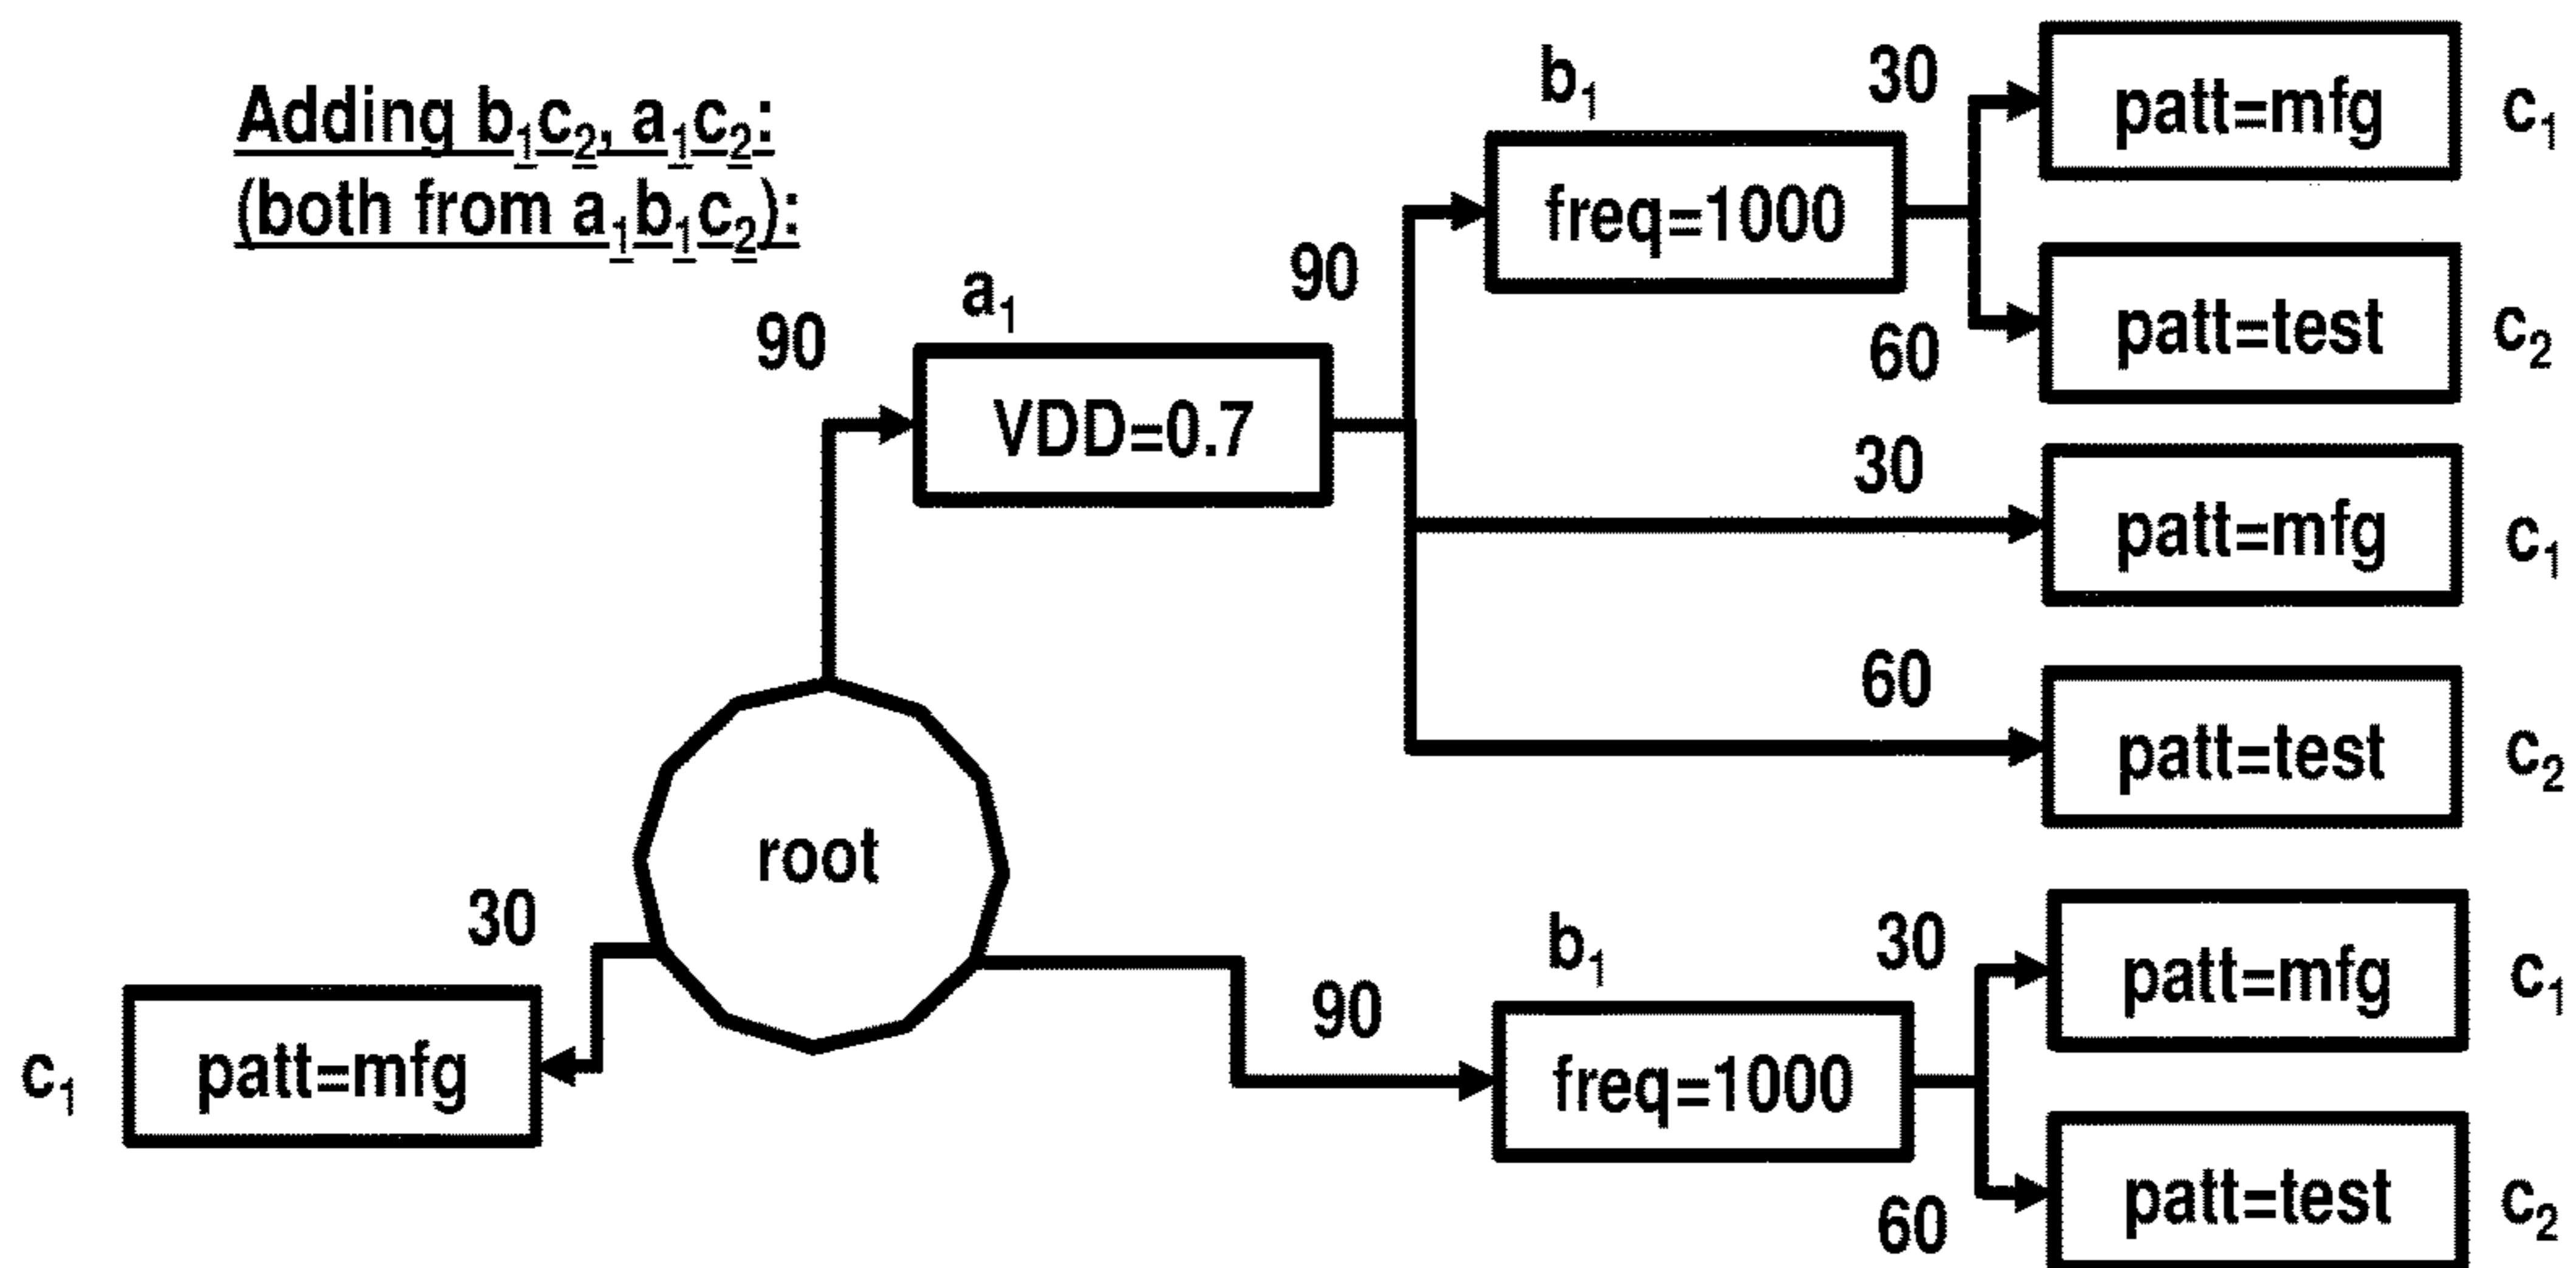 Adding b₁c₂, a₁c₂:
(both from a₁b₁c₂):
90
a₁
VDD=0.7
90
b₁
freq=1000
30
patt=mfg
c₁
60
patt=test
c₂
30
patt=mfg
c₁
60
patt=test
c₂
root
30
c₁
patt=mfg
90
b₁
freq=1000
30
patt=mfg
c₁
60
patt=test
c₂